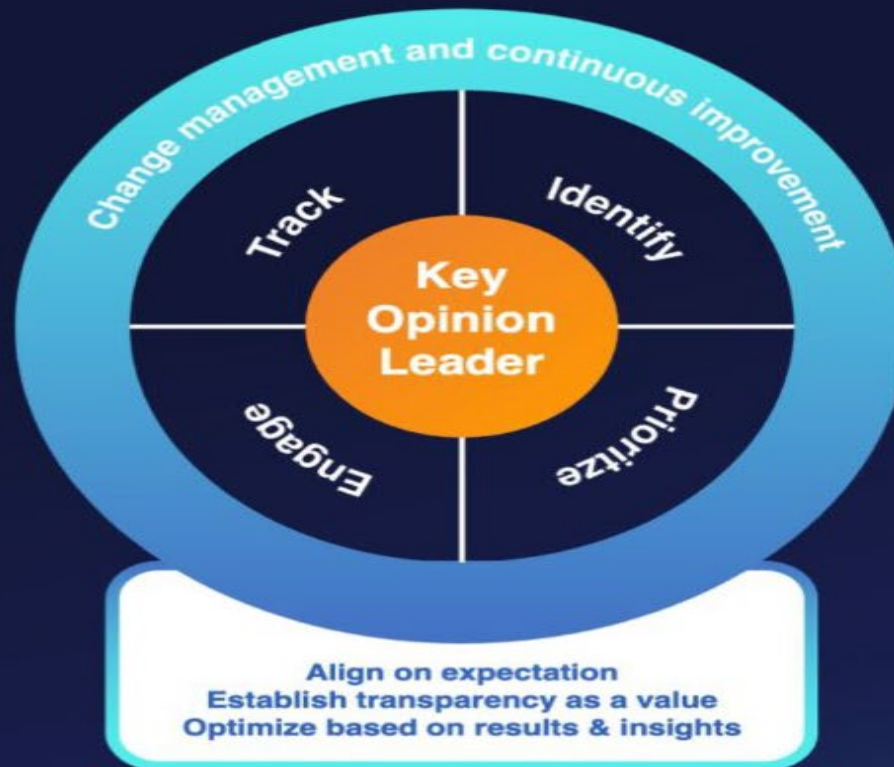 Change management and continuous improvement
Track
Identify
Key
Opinion
Leader
Engage
Prioritze
Align on expectation
Establish transparency as a value
Optimize based on results & insights